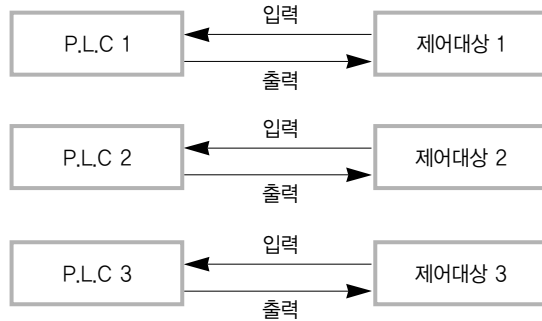 입력
P.L.C 1
제어대상 1
출력
입력
P.L.C 2
제어대상 2
출력
입력
P.L.C 3
제어대상 3
출력